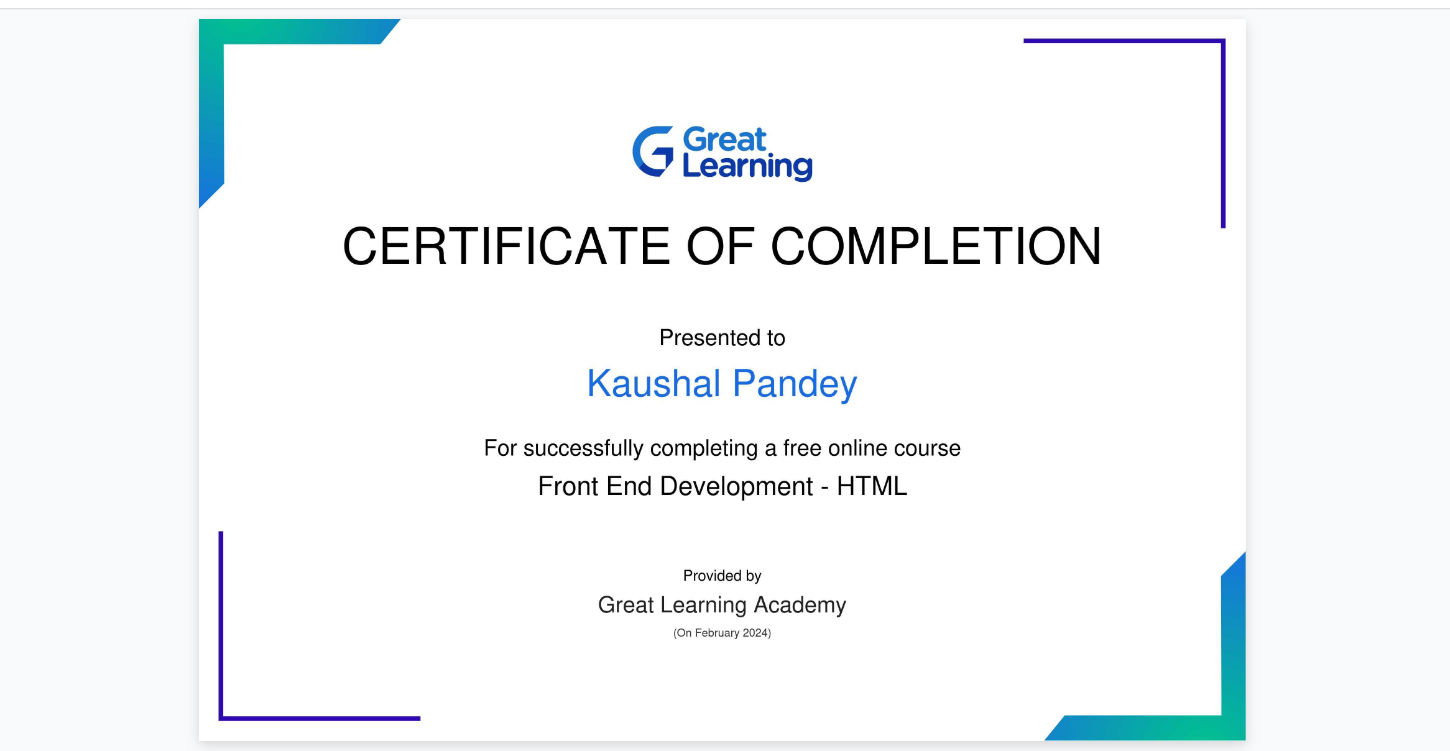 Great
Learning
CERTIFICATE OF COMPLETION
Presented to
Kaushal Pandey
For successfully completing a free online course
Front End Development - HTML
Provided by
Great Learning Academy
(On February 2024)